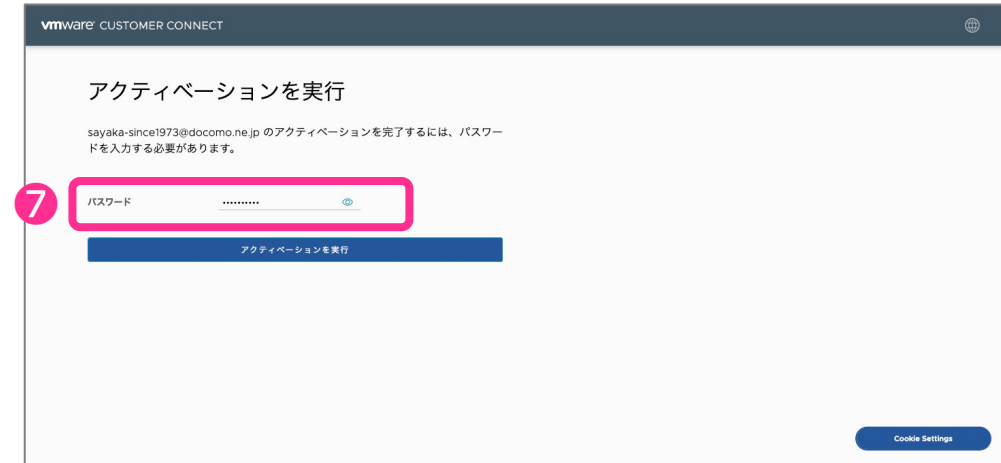 vmware® CUSTOMER CONNECT
アクティベーションを実行
sayaka-since1973@docomo.ne.jp のアクティベーションを完了するには、パスワー
ドを入力する必要があります。
7
パスワード ..........
アクティベーションを実行
Cookie Settings